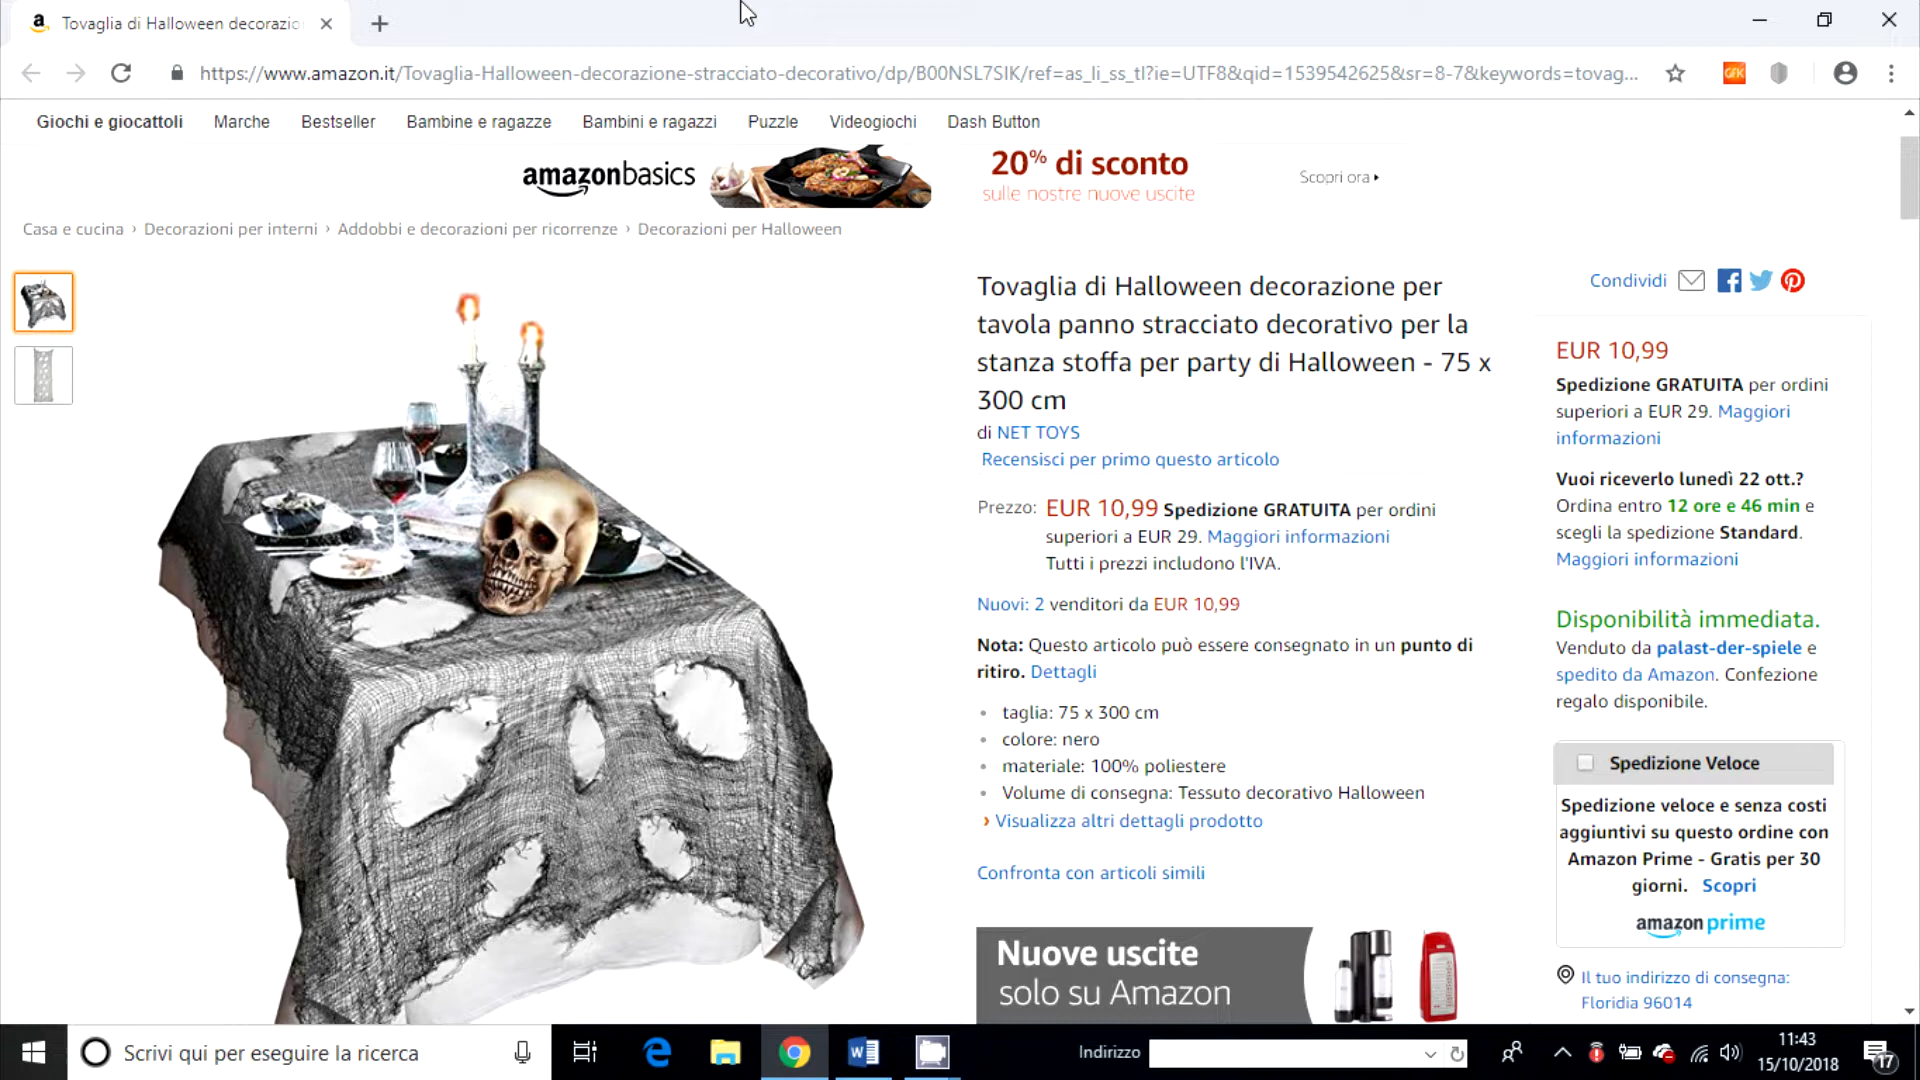 Tovaglia di Halloween decorazio
https://www.amazon.it/Tovaglia-Halloween-decorazione-stracciato-decorativo/dp/B00NSL7SIK/ref=as_li_ss_tl?ie=UTF8&qid=1539542625&sr=8-7&keywords=tovag...
Giochi e giocattoli Marche Bestseller Bambine e ragazze Bambini e ragazzi Puzzle Videogiochi Dash Button
amazonbasics
20% di sconto
sulle nostre nuove uscite
Scopri ora
Casa e cucina › Decorazioni per interni › Addobbi e decorazioni per ricorrenze › Decorazioni per Halloween
Tovaglia di Halloween decorazione per
tavola panno stracciato decorativo per la
stanza stoffa per party di Halloween - 75 x
300 cm
di NET TOYS
Recensisci per primo questo articolo
Prezzo: EUR 10,99 Spedizione GRATUITA per ordini
superiori a EUR 29. Maggiori informazioni
Tutti i prezzi includono l'IVA.
Nuovi: 2 venditori da EUR 10,99
Nota: Questo articolo può essere consegnato in un punto di
ritiro. Dettagli
• taglia: 75 x 300 cm
• colore: nero
• materiale: 100% poliestere
• Volume di consegna: Tessuto decorativo Halloween
› Visualizza altri dettagli prodotto
Confronta con articoli simili
Nuove uscite
solo su Amazon
Condividi
EUR 10,99
Spedizione GRATUITA per ordini
superiori a EUR 29. Maggiori
informazioni
Vuoi riceverlo lunedì 22 ott.?
Ordina entro 12 ore e 46 min e
scegli la spedizione Standard.
Maggiori informazioni
Disponibilità immediata.
Venduto da palast-der-spiele e
spedito da Amazon. Confezione
regalo disponibile.
Spedizione Veloce
Spedizione veloce e senza costi
aggiuntivi su questo ordine con
Amazon Prime - Gratis per 30
giorni. Scopri
amazon prime
Il tuo indirizzo di consegna:
Floridia 96014
Scrivi qui per eseguire la ricerca
Indirizzo
11:43
15/10/2018
17